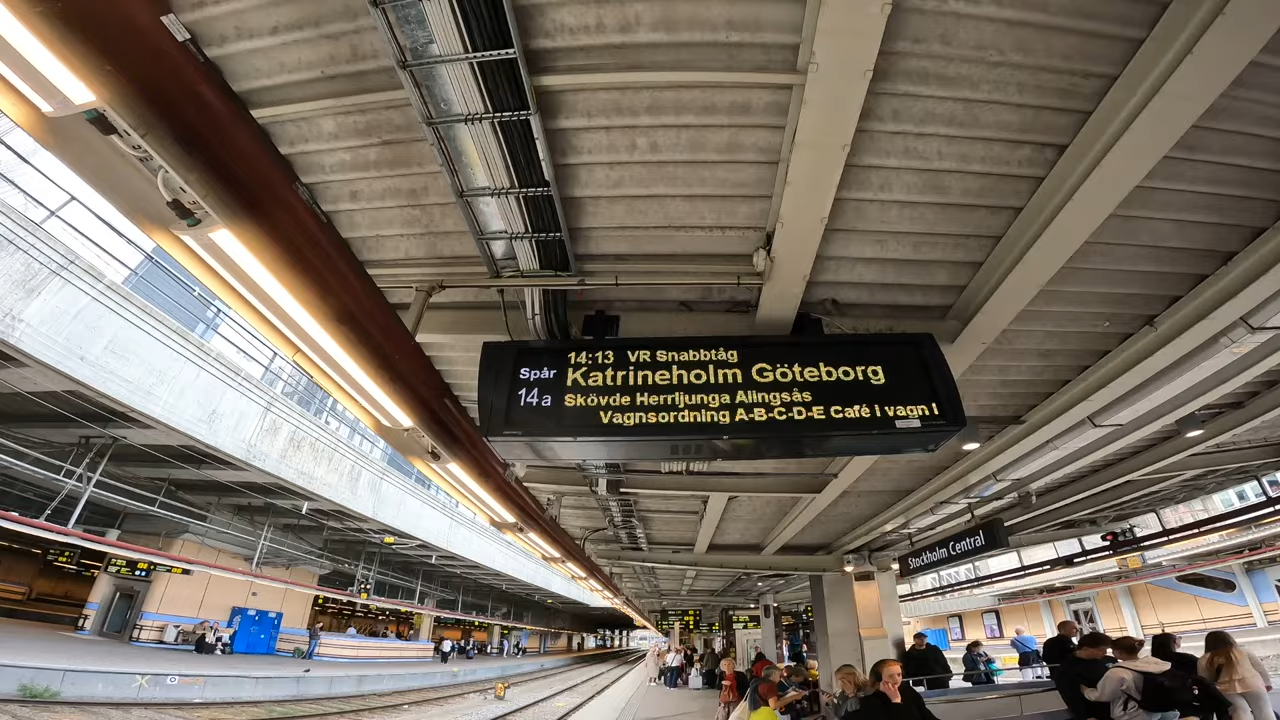 14:13 VR Snabbtåg
Spår Katrineholm Göteborg
14a Skövde Herrljunga Alingsås
Vagnsordning A-B-C-D-E Café i vagn
Stockholm Central